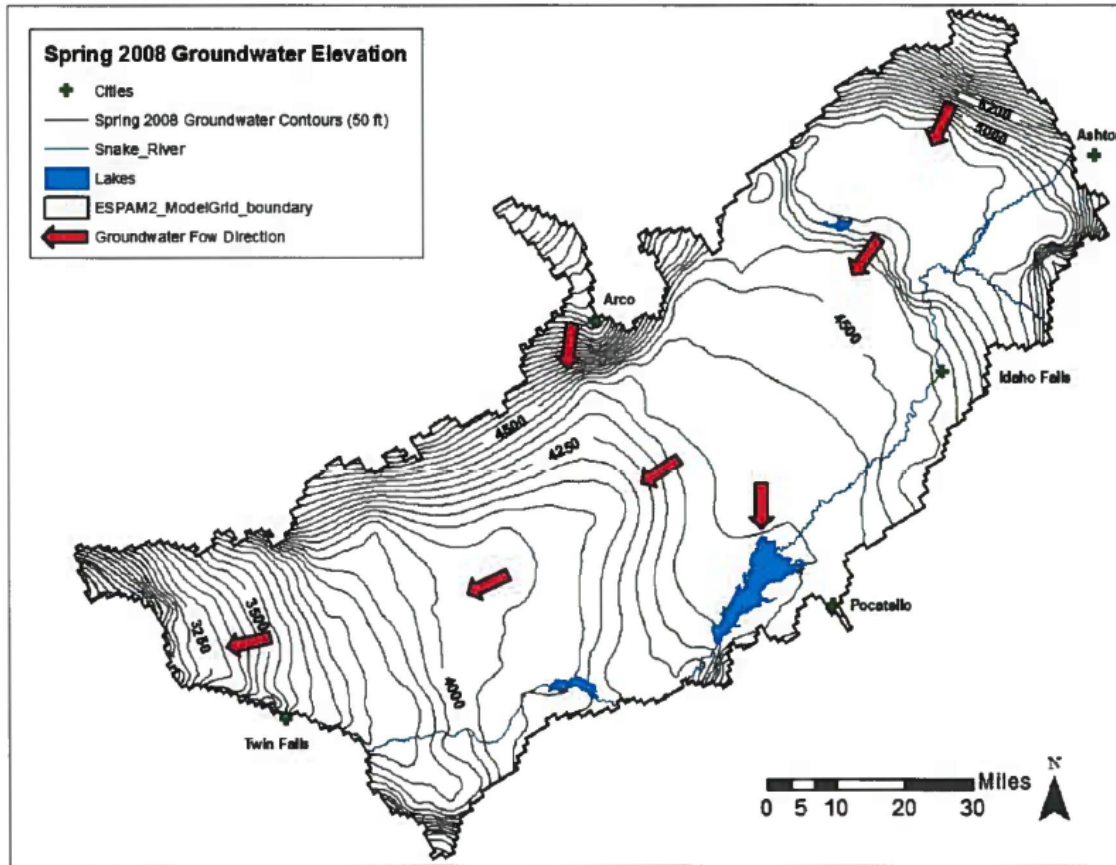 Spring 2008 Groundwater Elevation
Cities
Spring 2008 Groundwater Contours (50 ft)
Snake_River
Lakes
ESPAM2_ModelGrid_boundary
Groundwater Fow Direction
5200
5000
Ashto
Arco
4500
Idaho Falls
4500
4250
Pocatello
3500
3250
4000
Twin Falls
N
Miles
0 5 10 20 30